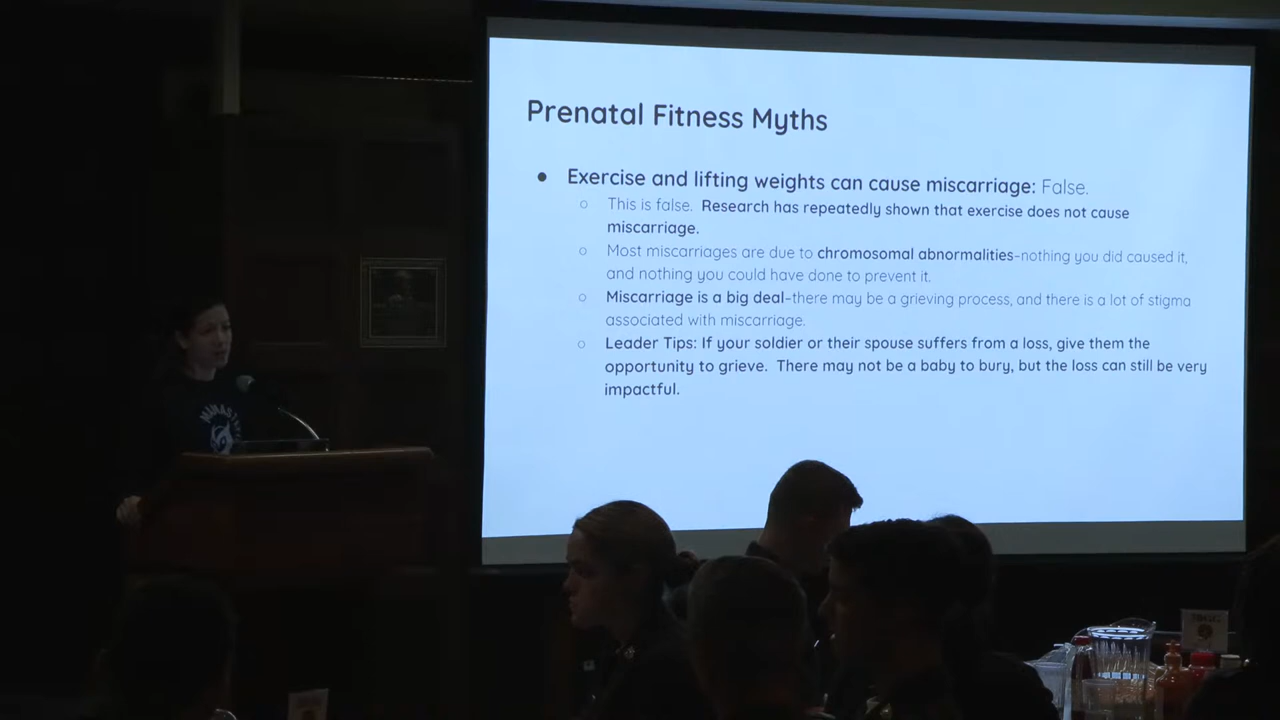 Prenatal Fitness Myths
● Exercise and lifting weights can cause miscarriage: False.
○ This is false. Research has repeatedly shown that exercise does not cause
miscarriage.
○ Most miscarriages are due to chromosomal abnormalities–nothing you did caused it,
and nothing you could have done to prevent it.
○ Miscarriage is a big deal–there may be a grieving process, and there is a lot of stigma
associated with miscarriage.
○ Leader Tips: If your soldier or their spouse suffers from a loss, give them the
opportunity to grieve. There may not be a baby to bury, but the loss can still be very
impactful.